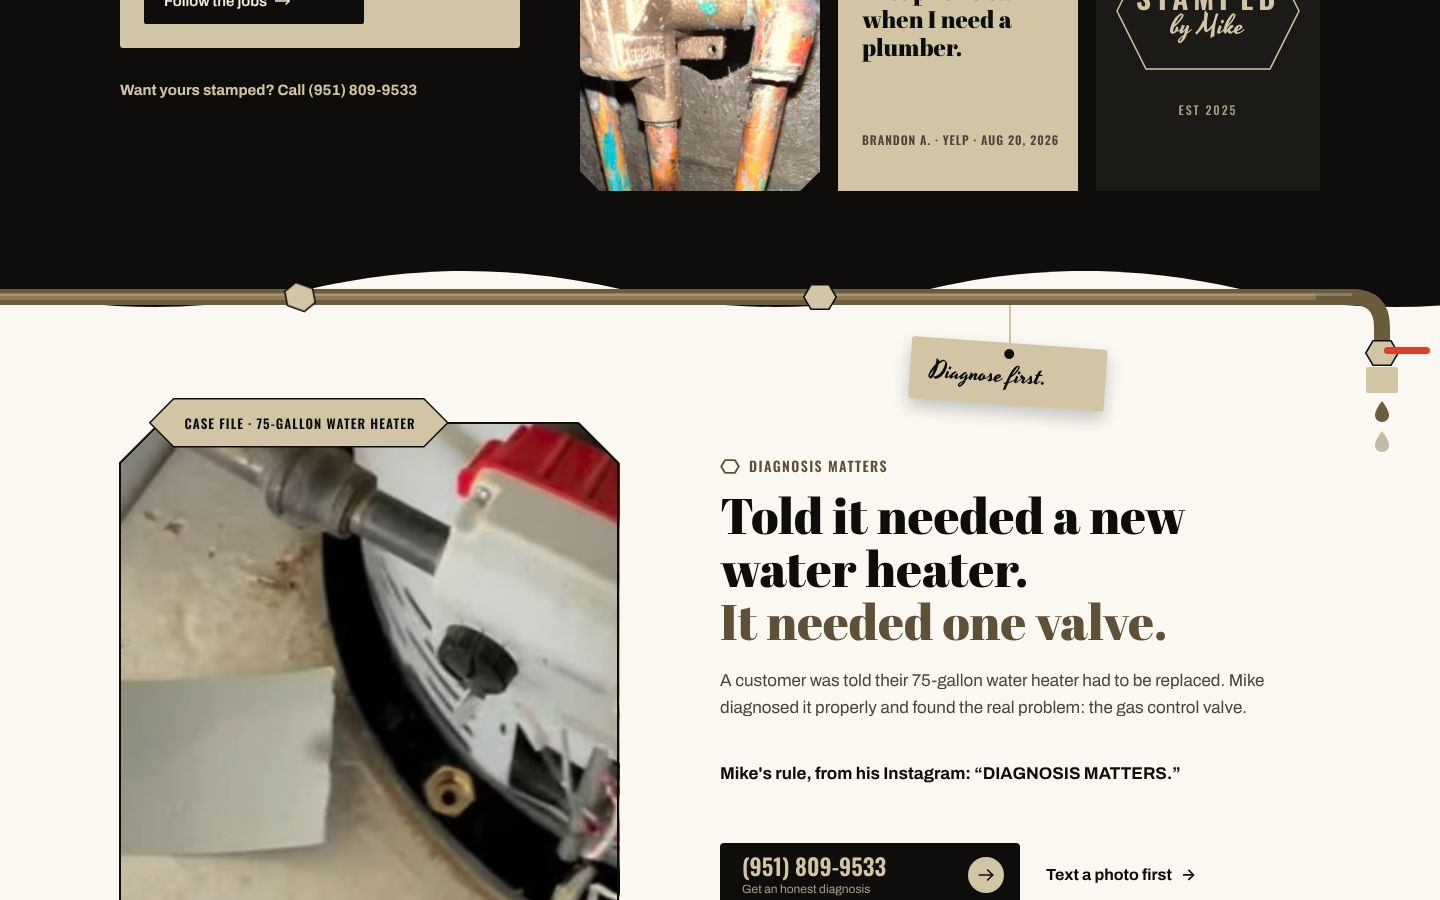 Follow the jobs →
Want yours stamped? Call (951) 809-9533
when I need a
plumber.
BRANDON A. · YELP · AUG 20, 2026
STAMPED
by Mike
EST 2025
Diagnose first.
CASE FILE · 75-GALLON WATER HEATER
DIAGNOSIS MATTERS
Told it needed a new
water heater.
It needed one valve.
A customer was told their 75-gallon water heater had to be replaced. Mike
diagnosed it properly and found the real problem: the gas control valve.
Mike's rule, from his Instagram: “DIAGNOSIS MATTERS.”
(951) 809-9533
Get an honest diagnosis
Text a photo first →